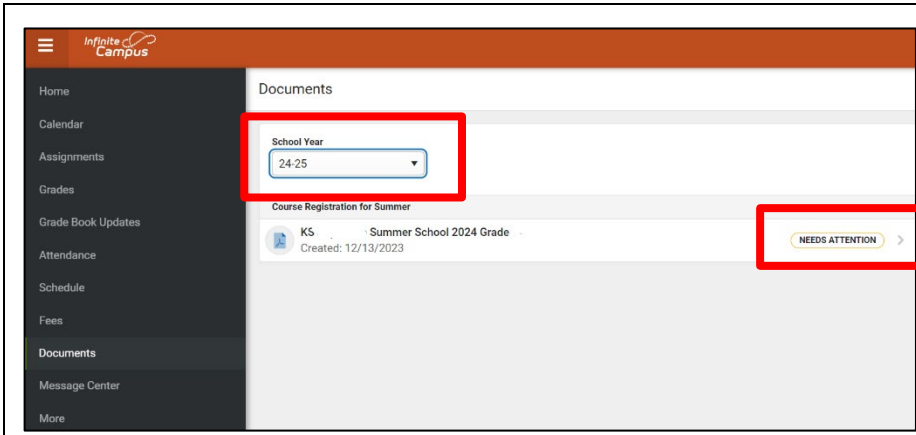 Infinite
Campus
Home
Calendar
Assignments
Grades
Grade Book Updates
Attendance
Schedule
Fees
Documents
Message Center
More
Documents
School Year
24-25
Course Registration for Summer
KS Summer School 2024 Grade
Created: 12/13/2023
NEEDS ATTENTION